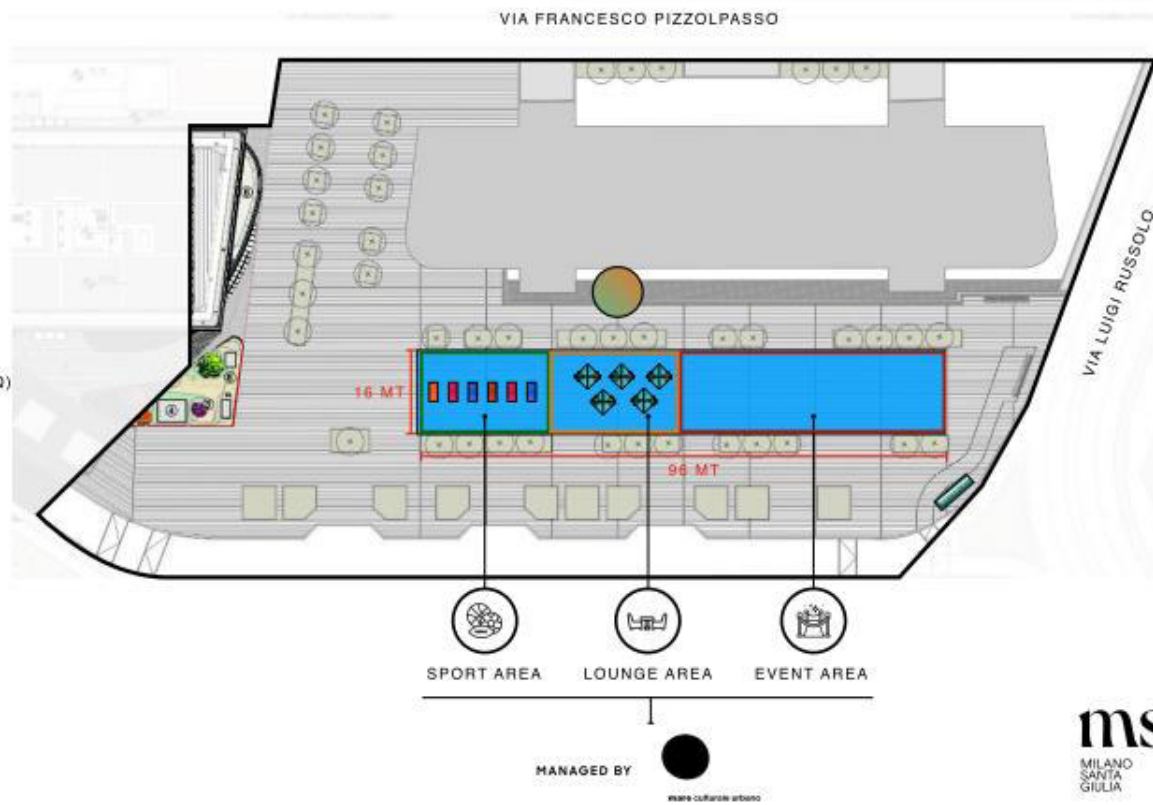 VIA FRANCESCO PIZZOLPASSO
VIA LUIGI RUSSOLO
16 MT
96 MT
SPORT AREA
LOUNGE AREA
EVENT AREA
MANAGED BY
mare culturale urbano
ms
MILANO
SANTA
GIULIA